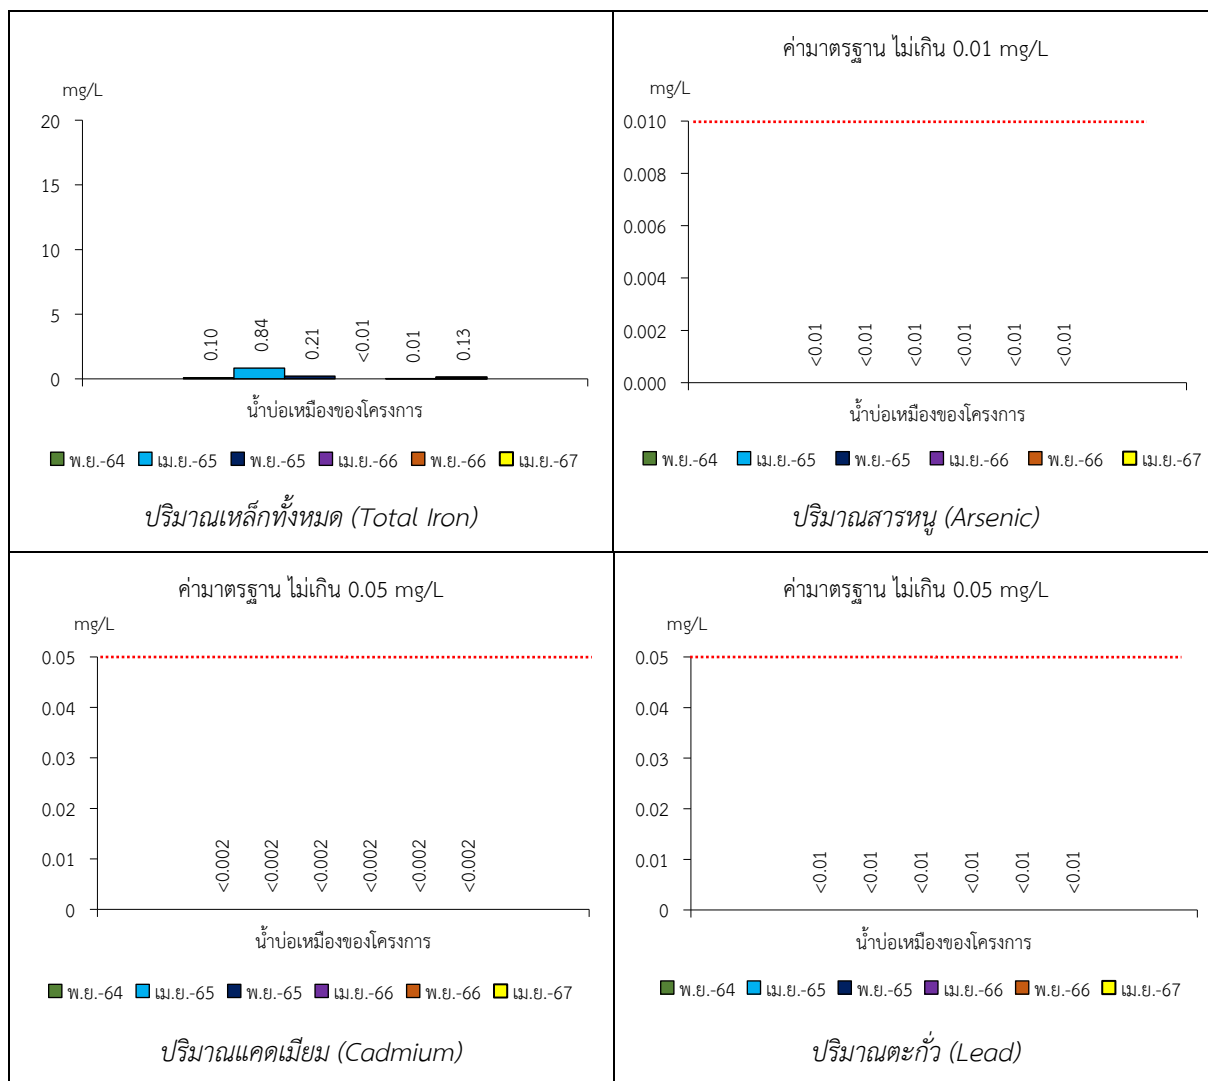 mg/L
20
15
10
5
0
0.10
0.84
0.21
<0.01
0.01
0.13
น้ำบ่อเหมืองของโครงการ
พ.ย.-64 เม.ย.-65 พ.ย.-65 เม.ย.-66 พ.ย.-66 เม.ย.-67
ปริมาณเหล็กทั้งหมด (Total Iron)
ค่ามาตรฐาน ไม่เกิน 0.01 mg/L
mg/L
0.010
0.008
0.006
0.004
0.002
0.000
<0.01
<0.01
<0.01
<0.01
<0.01
<0.01
น้ำบ่อเหมืองของโครงการ
พ.ย.-64 เม.ย.-65 พ.ย.-65 เม.ย.-66 พ.ย.-66 เม.ย.-67
ปริมาณสารหนู (Arsenic)
ค่ามาตรฐาน ไม่เกิน 0.05 mg/L
mg/L
0.05
0.04
0.03
0.02
0.01
0
<0.002
<0.002
<0.002
<0.002
<0.002
<0.002
น้ำบ่อเหมืองของโครงการ
พ.ย.-64 เม.ย.-65 พ.ย.-65 เม.ย.-66 พ.ย.-66 เม.ย.-67
ปริมาณแคดเมียม (Cadmium)
ค่ามาตรฐาน ไม่เกิน 0.05 mg/L
mg/L
0.05
0.04
0.03
0.02
0.01
0
<0.01
<0.01
<0.01
<0.01
<0.01
<0.01
น้ำบ่อเหมืองของโครงการ
พ.ย.-64 เม.ย.-65 พ.ย.-65 เม.ย.-66 พ.ย.-66 เม.ย.-67
ปริมาณตะกั่ว (Lead)